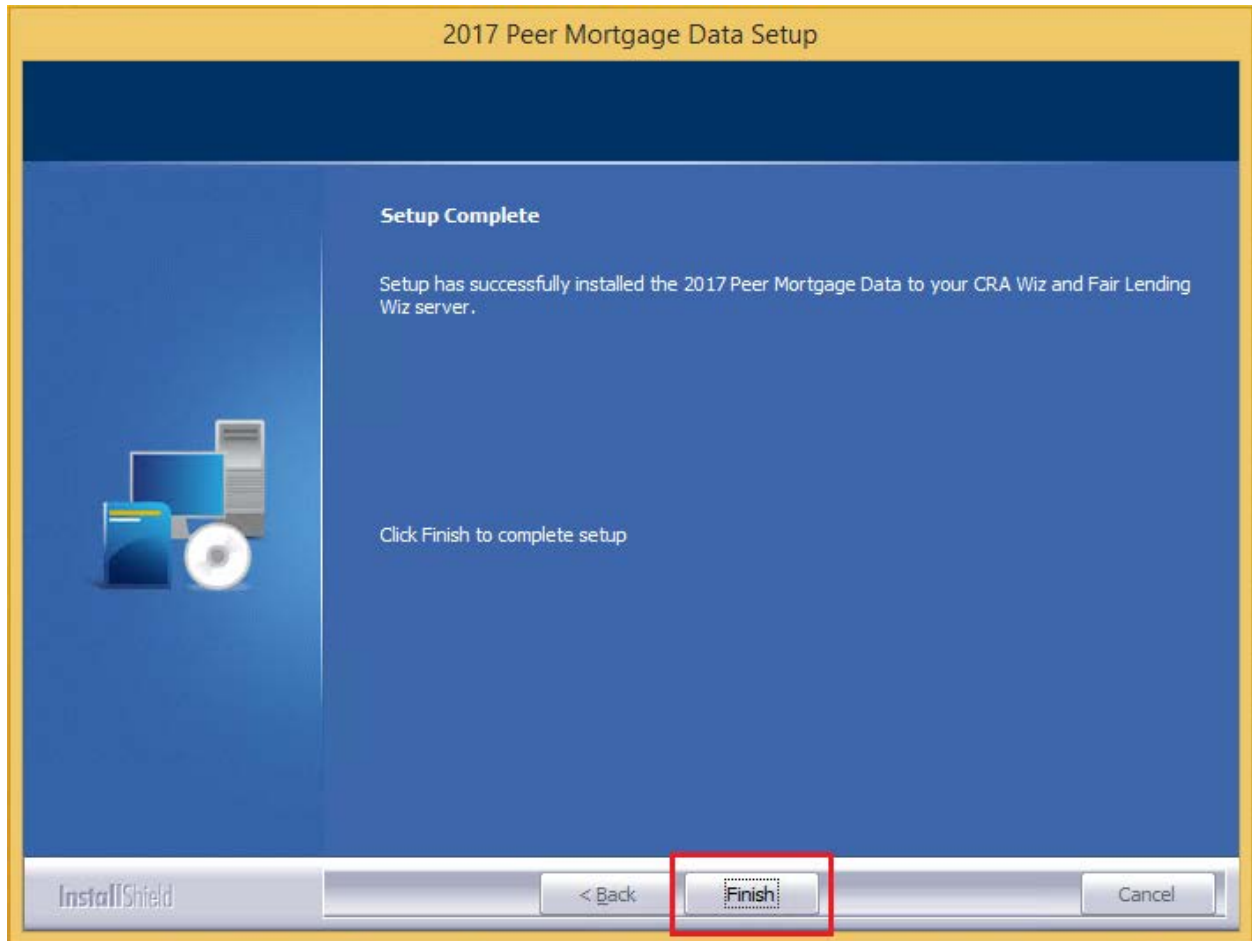 2017 Peer Mortgage Data Setup
Setup Complete
Setup has successfully installed the 2017 Peer Mortgage Data to your CRA Wiz and Fair Lending
Wiz server.
Click Finish to complete setup
InstallShield
< Back
Finish
Cancel